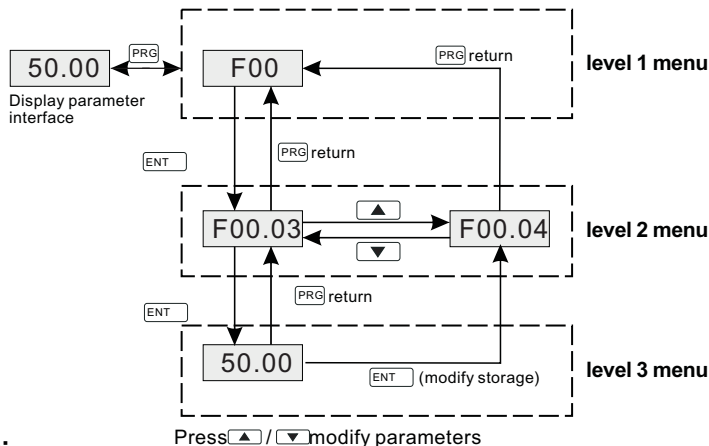 PRG
PRG return
50.00
F00
level 1 menu
Display parameter
interface
PRG return
ENT
▲
F00.03
F00.04
level 2 menu
▼
PRG return
ENT
50.00
level 3 menu
ENT (modify storage)
. Press ▲ / ▼ modify parameters